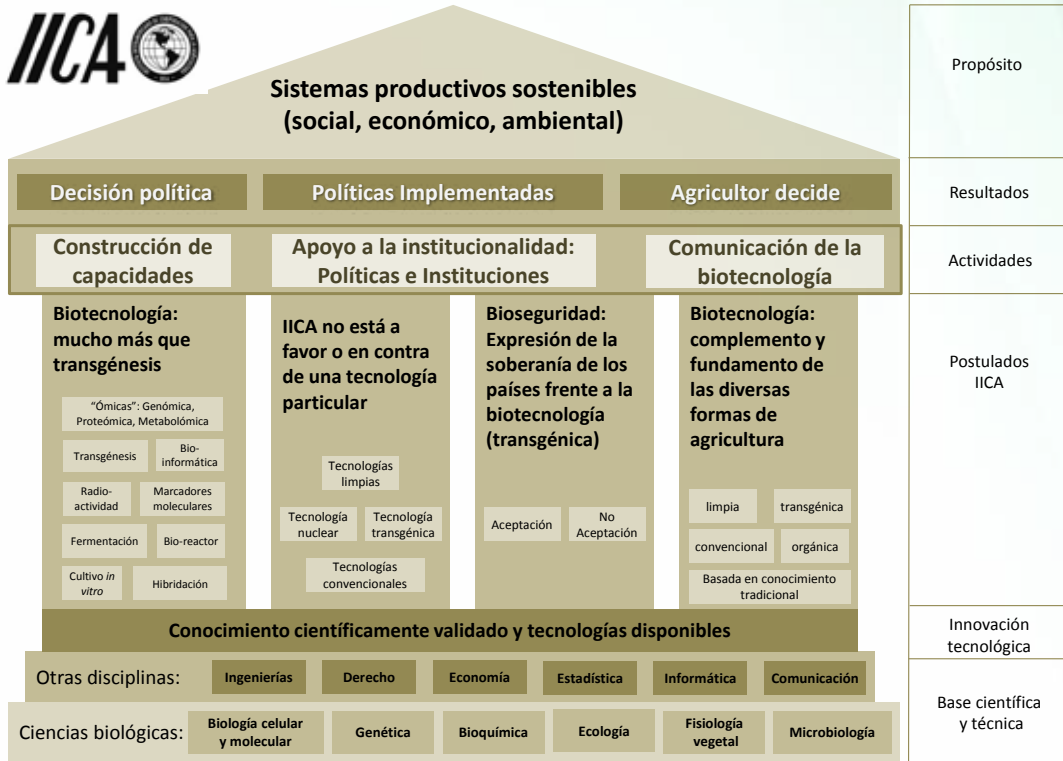 IICA
Sistemas productivos sostenibles
(social, económico, ambiental)
Propósito
Decisión política
Políticas Implementadas
Agricultor decide
Resultados
Construcción de
capacidades
Apoyo a la institucionalidad:
Políticas e Instituciones
Comunicación de la
biotecnología
Actividades
Biotecnología:
mucho más que
transgénesis
"Ómicas": Genómica,
Proteómica, Metabolómica
Transgénesis
Bio-
informática
Radio-
actividad
Marcadores
moleculares
Fermentación
Bio-reactor
Cultivo in
vitro
Hibridación
IICA no está a
favor o en contra
de una tecnología
particular
Tecnologías
limpias
Tecnología
nuclear
Tecnología
transgénica
Tecnologías
convencionales
Bioseguridad:
Expresión de la
soberanía de los
países frente a la
biotecnología
(transgénica)
Aceptación
No
Aceptación
Biotecnología:
complemento y
fundamento de
las diversas
formas de
agricultura
limpia
transgénica
convencional
orgánica
Basada en conocimiento
tradicional
Postulados
IICA
Conocimiento científicamente validado y tecnologías disponibles
Innovación
tecnológica
Otras disciplinas:
Ingenierías
Derecho
Economía
Estadística
Informática
Comunicación
Ciencias biológicas:
Biología celular
y molecular
Genética
Bioquímica
Ecología
Fisiología
vegetal
Microbiología
Base científica
y técnica